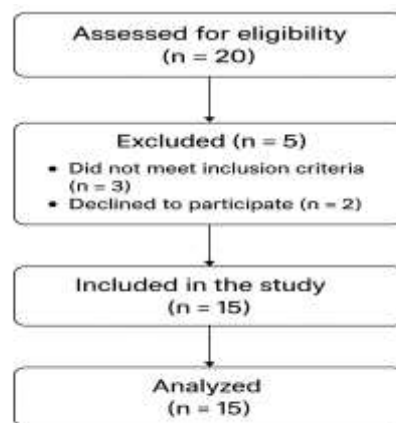 Assessed for eligibility
(n = 20)
Excluded (n = 5)
• Did not meet inclusion criteria
(n = 3)
• Declined to participate (n = 2)
Included in the study
(n = 15)
Analyzed
(n = 15)